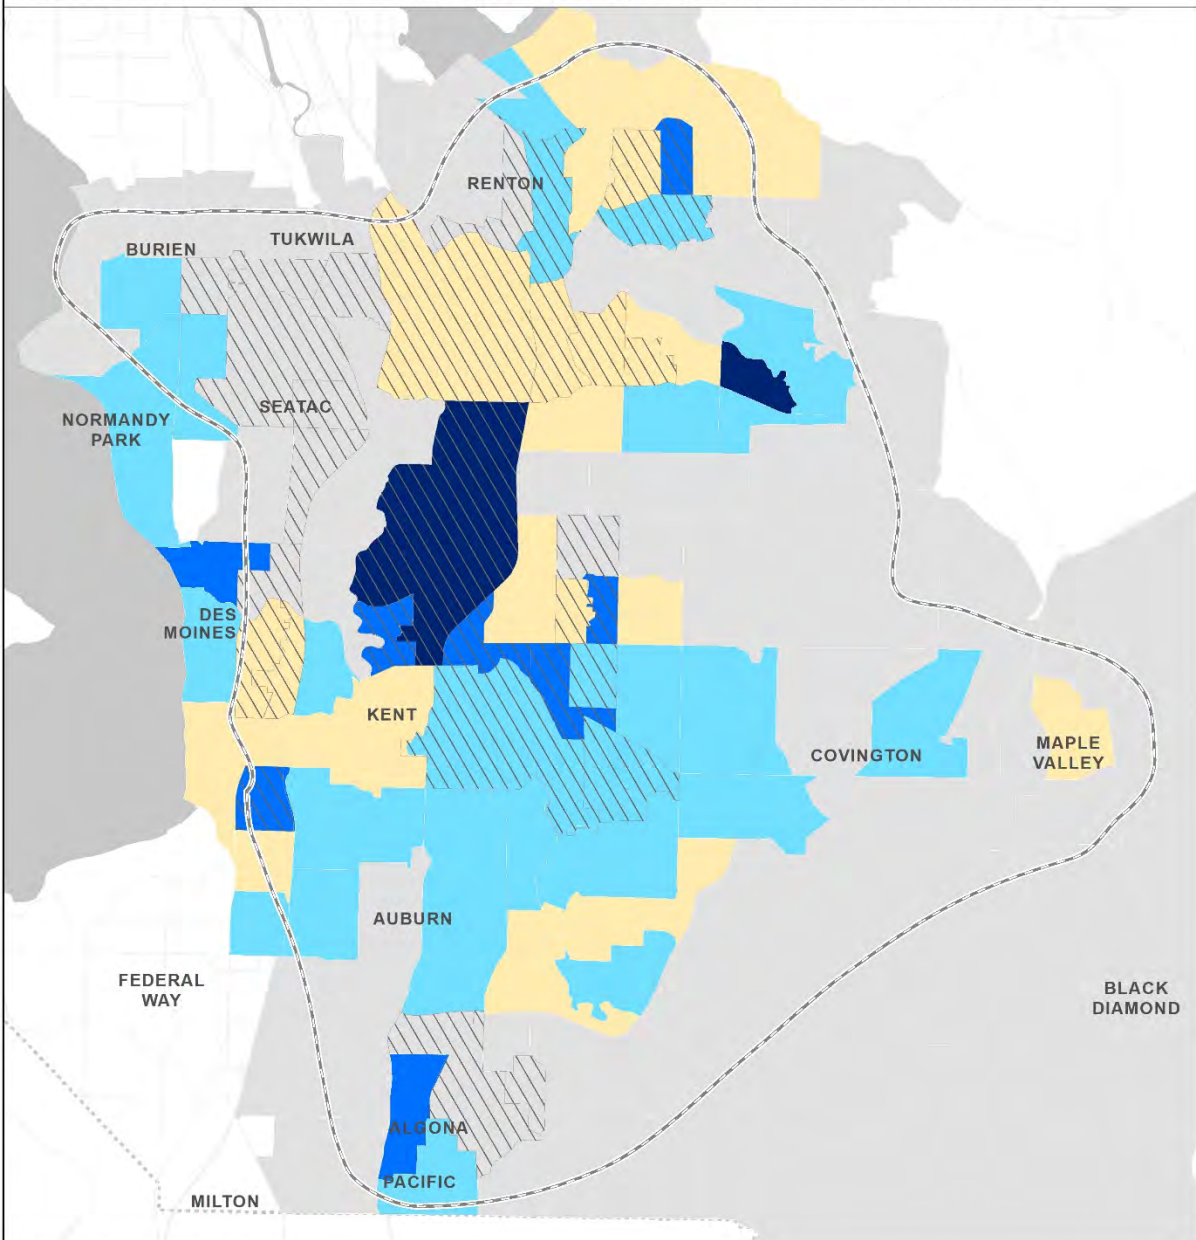 RENTON
BURIEN
TUKWILA
SEATAC
NORMANDY
PARK
DES
MOINES
KENT
COVINGTON
MAPLE
VALLEY
AUBURN
FEDERAL
WAY
BLACK
DIAMOND
ALGONA
PACIFIC
MILTON